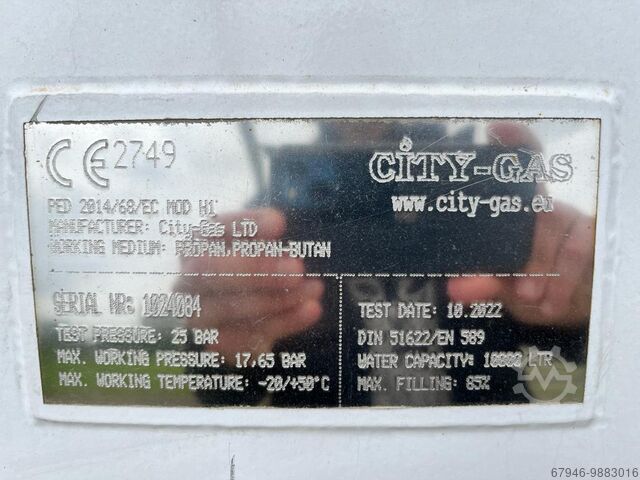 CE 2749
CiTY-GAS
www.city-gas.eu
PED 2014/68/EC MOD H1
MANUFACTURER: City-Gas LTD
WORKING MEDIUM: PROPAN,PROPAN-BUTAN
SERIAL NR: 1024084
TEST PRESSURE: 25 BAR
MAX. WORKING PRESSURE: 17,65 BAR
MAX. WORKING TEMPERATURE: -20/+50°C
TEST DATE: 10.2022
DIN 51622/EN 589
WATER CAPACITY: 10000 LTR
MAX. FILLING: 85%
67946-9883016